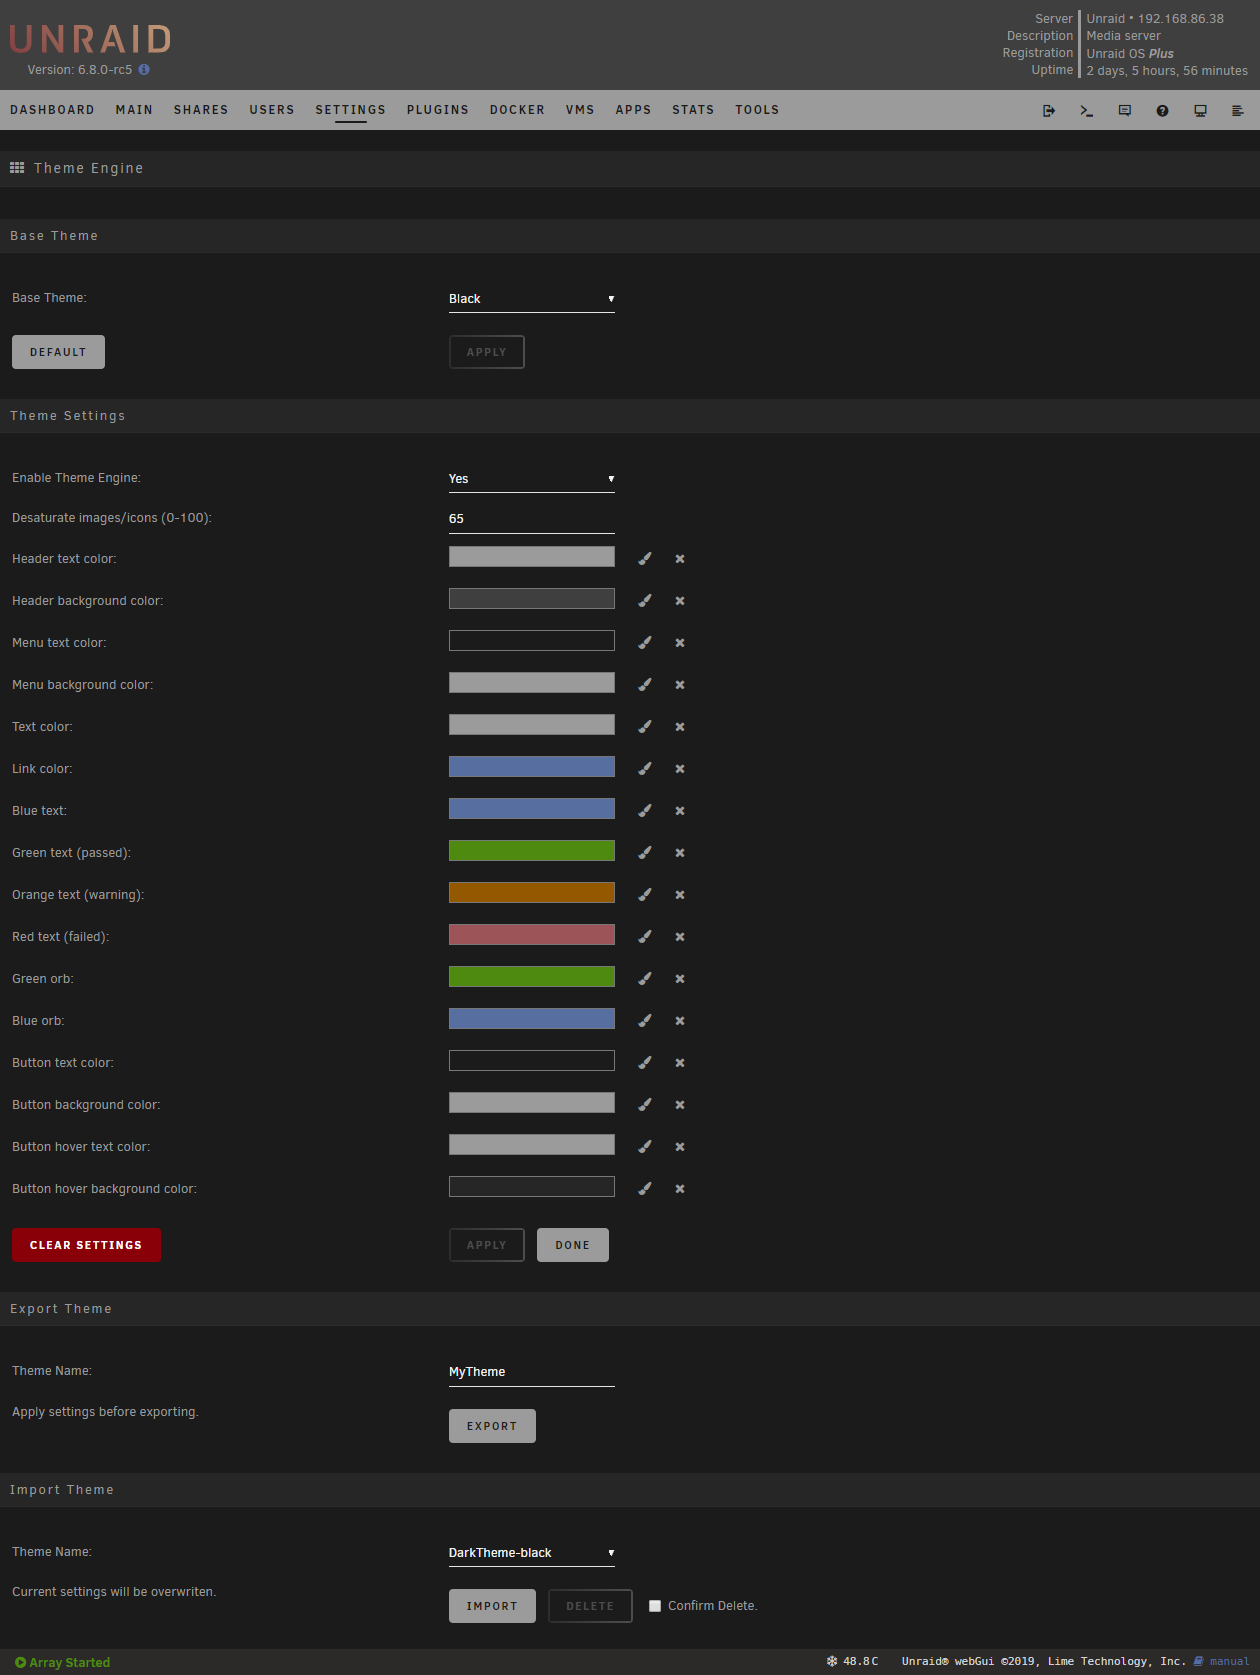 UNRAID
Version: 6.8.0-rc5
Server Unraid • 192.168.86.38
Description Media server
Registration Unraid OS Plus
Uptime 2 days, 5 hours, 56 minutes
DASHBOARD MAIN SHARES USERS SETTINGS PLUGINS DOCKER VMS APPS STATS TOOLS
Theme Engine
Base Theme
Base Theme: Black
DEFAULT APPLY
Theme Settings
Enable Theme Engine: Yes
Desaturate images/icons (0-100): 65
Header text color:
Header background color:
Menu text color:
Menu background color:
Text color:
Link color:
Blue text:
Green text (passed):
Orange text (warning):
Red text (failed):
Green orb:
Blue orb:
Button text color:
Button background color:
Button hover text color:
Button hover background color:
CLEAR SETTINGS APPLY DONE
Export Theme
Theme Name: MyTheme
Apply settings before exporting. EXPORT
Import Theme
Theme Name: DarkTheme-black
Current settings will be overwriten. IMPORT DELETE Confirm Delete.
Array Started 48.8 C Unraid® webGui ©2019, Lime Technology, Inc. manual